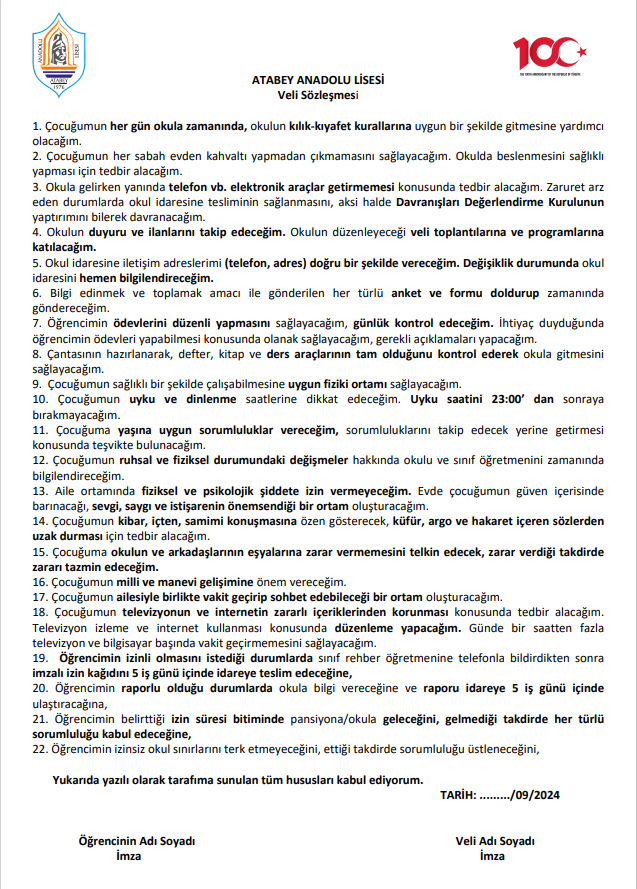 ANADOLU
LİSESİ
ATABEY
1976
100
ATABEY ANADOLU LİSESİ
Veli Sözleşmesi
1. Çocuğumun her gün okula zamanında, okulun kılık-kıyafet kurallarına uygun bir şekilde gitmesine yardımcı
olacağım.
2. Çocuğumun her sabah evden kahvaltı yapmadan çıkmamasını sağlayacağım. Okulda beslenmesini sağlıklı
yapması için tedbir alacağım.
3. Okula gelirken yanında telefon vb. elektronik araçlar getirmemesi konusunda tedbir alacağım. Zaruret arz
eden durumlarda okul idaresine tesliminin sağlanmasını, aksi halde Davranışları Değerlendirme Kurulunun
yaptırımını bilerek davranacağım.
4. Okulun duyuru ve ilanlarını takip edeceğim. Okulun düzenleyeceği veli toplantılarına ve programlarına
katılacağım.
5. Okul idaresine iletişim adreslerimi (telefon, adres) doğru bir şekilde vereceğim. Değişiklik durumunda okul
idaresini hemen bilgilendireceğim.
6. Bilgi edinmek ve toplamak amacı ile gönderilen her türlü anket ve formu doldurup zamanında
göndereceğim.
7. Öğrencimin ödevlerini düzenli yapmasını sağlayacağım, günlük kontrol edeceğim. İhtiyaç duyduğunda
öğrencimin ödevleri yapabilmesi konusunda olanak sağlayacağım, gerekli açıklamaları yapacağım.
8. Çantasının hazırlanarak, defter, kitap ve ders araçlarının tam olduğunu kontrol ederek okula gitmesini
sağlayacağım.
9. Çocuğumun sağlıklı bir şekilde çalışabilmesine uygun fiziki ortamı sağlayacağım.
10. Çocuğumun uyku ve dinlenme saatlerine dikkat edeceğim. Uyku saatini 23:00’ dan sonraya
bırakmayacağım.
11. Çocuğuma yaşına uygun sorumluluklar vereceğim, sorumluluklarını takip edecek yerine getirmesi
konusunda teşvikte bulunacağım.
12. Çocuğumun ruhsal ve fiziksel durumundaki değişmeler hakkında okulu ve sınıf öğretmenini zamanında
bilgilendireceğim.
13. Aile ortamında fiziksel ve psikolojik şiddete izin vermeyeceğim. Evde çocuğumun güven içerisinde
barınacağı, sevgi, saygı ve istişarenin önemsendiği bir ortam oluşturacağım.
14. Çocuğumun kibar, içten, samimi konuşmasına özen gösterecek, küfür, argo ve hakaret içeren sözlerden
uzak durması için tedbir alacağım.
15. Çocuğuma okulun ve arkadaşlarının eşyalarına zarar vermemesini telkin edecek, zarar verdiği takdirde
zararı tazmin edeceğim.
16. Çocuğumun milli ve manevi gelişimine önem vereceğim.
17. Çocuğumun ailesiyle birlikte vakit geçirip sohbet edebileceği bir ortam oluşturacağım.
18. Çocuğumun televizyonun ve internetin zararlı içeriklerinden korunması konusunda tedbir alacağım.
Televizyon izleme ve internet kullanması konusunda düzenleme yapacağım. Günde bir saatten fazla
televizyon ve bilgisayar başında vakit geçirmemesini sağlayacağım.
19. Öğrencimin izinli olmasını istediği durumlarda sınıf rehber öğretmenine telefonla bildirdikten sonra
imzalı izin kağıdını 5 iş günü içinde idareye teslim edeceğine,
20. Öğrencimin raporlu olduğu durumlarda okula bilgi vereceğine ve raporu idareye 5 iş günü içinde
ulaştıracağına,
21. Öğrencimin belirttiği izin süresi bitiminde pansiyona/okula geleceğini, gelmediği takdirde her türlü
sorumluluğu kabul edeceğine,
22. Öğrencimin izinsiz okul sınırlarını terk etmeyeceğini, ettiği takdirde sorumluluğu üstleneceğini,
Yukarıda yazılı olarak tarafıma sunulan tüm hususları kabul ediyorum.
TARİH: ........./09/2024
Öğrencinin Adı Soyadı
İmza
Veli Adı Soyadı
İmza